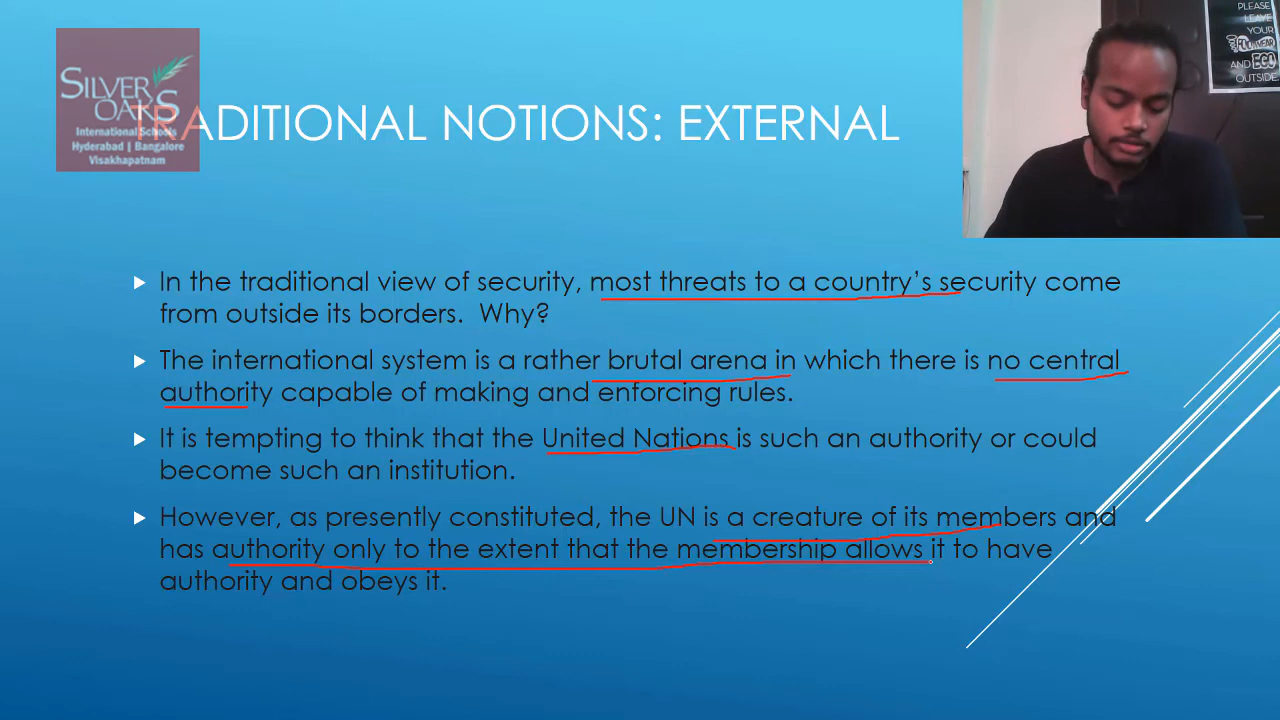 SILVER
OAKS
International Schools
Hyderabad | Bangalore
Visakhapatnam
TRADITIONAL NOTIONS: EXTERNAL
PLEASE
LEAVE
YOUR
FOOTWEAR
AND EGO
OUTSIDE
In the traditional view of security, most threats to a country’s security come
from outside its borders. Why?
The international system is a rather brutal arena in which there is no central
authority capable of making and enforcing rules.
It is tempting to think that the United Nations is such an authority or could
become such an institution.
However, as presently constituted, the UN is a creature of its members and
has authority only to the extent that the membership allows it to have
authority and obeys it.